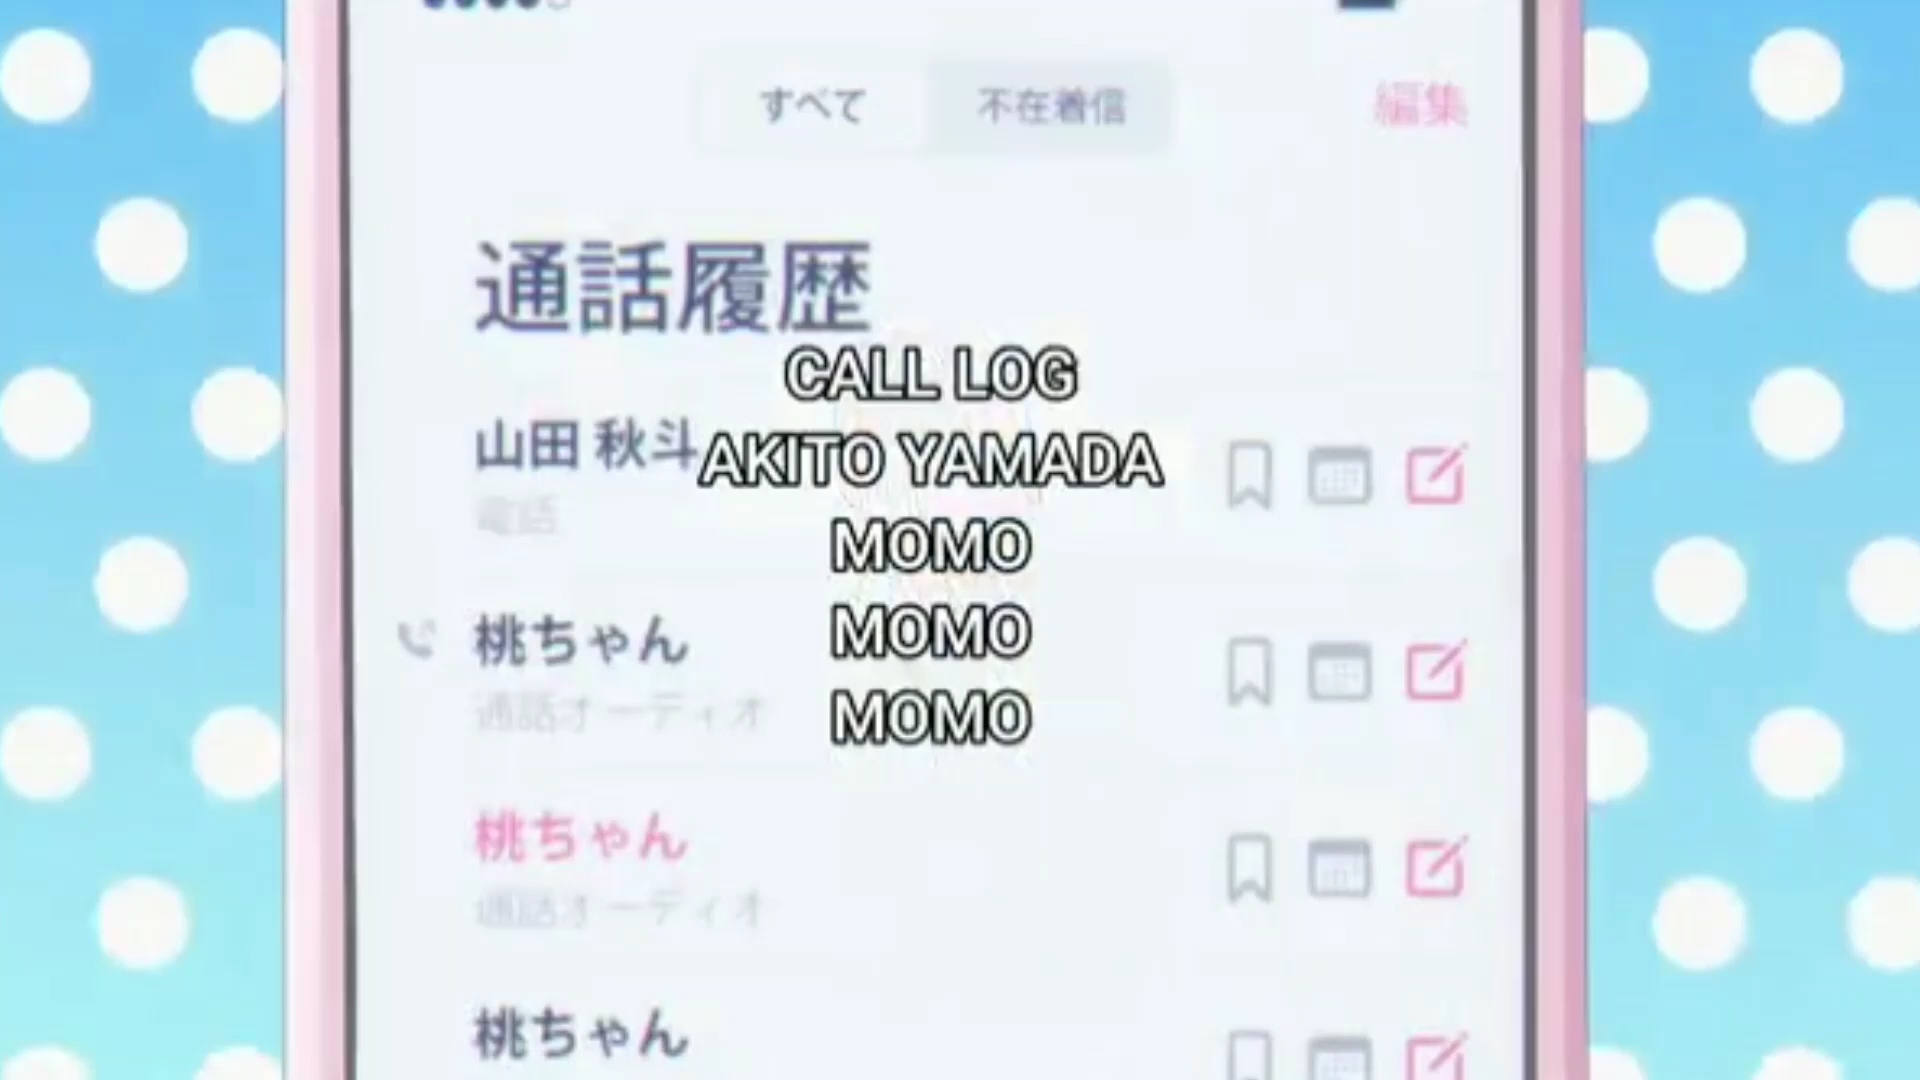 すべて 不在着信 編集
通話履歴
CALL LOG
山田 秋斗
AKITO YAMADA
電話
MOMO
桃ちゃん
MOMO
通話オーディオ
MOMO
桃ちゃん
通話オーディオ
桃ちゃん